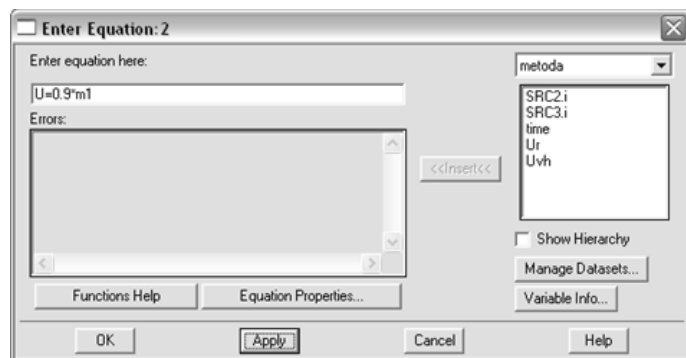 Enter Equation:2
Enter equation here:
U=0.9*m1
Errors:
<<Insert<<
metoda
SRC2.i
SRC3.i
time
Ur
Uvh
Show Hierarchy
Manage Datasets...
Variable Info...
Functions Help
Equation Properties...
OK
Apply
Cancel
Help